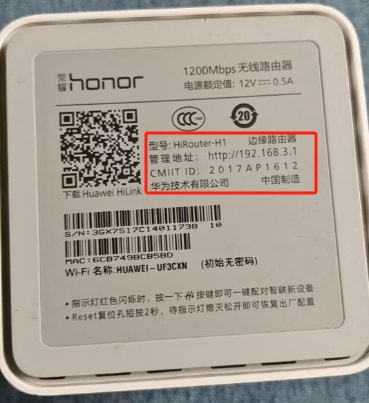 荣耀 honor
1200Mbps 无线路由器
电源额定值: 12V⎓0.5A
CCC
20
型号: HiRouter-H1 边缘路由器
管理地址: http://192.168.3.1
CMIIT ID: 2017AP1612
华为技术有限公司 中国制造
下载 Huawei HiLink
S/N:3GX7517C14011738 10
MAC:6CB749BCB5BD
Wi-Fi 名称:HUAWEI-UF3CXN (初始无密码)
• 指示灯红色闪烁时，按一下 按键即可一键配对智联新设备
• Reset复位孔短按2秒，待指示灯熄灭松开即可恢复出厂配置